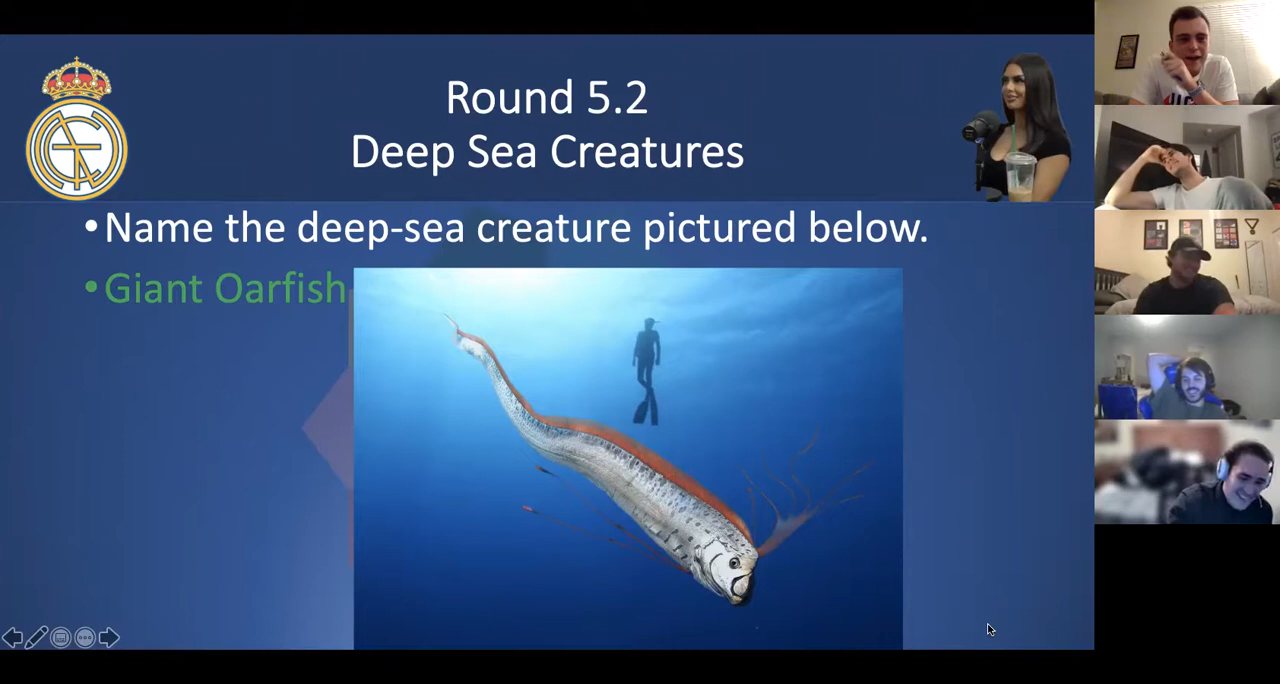 Round 5.2
Deep Sea Creatures
•Name the deep-sea creature pictured below.
•Giant Oarfish